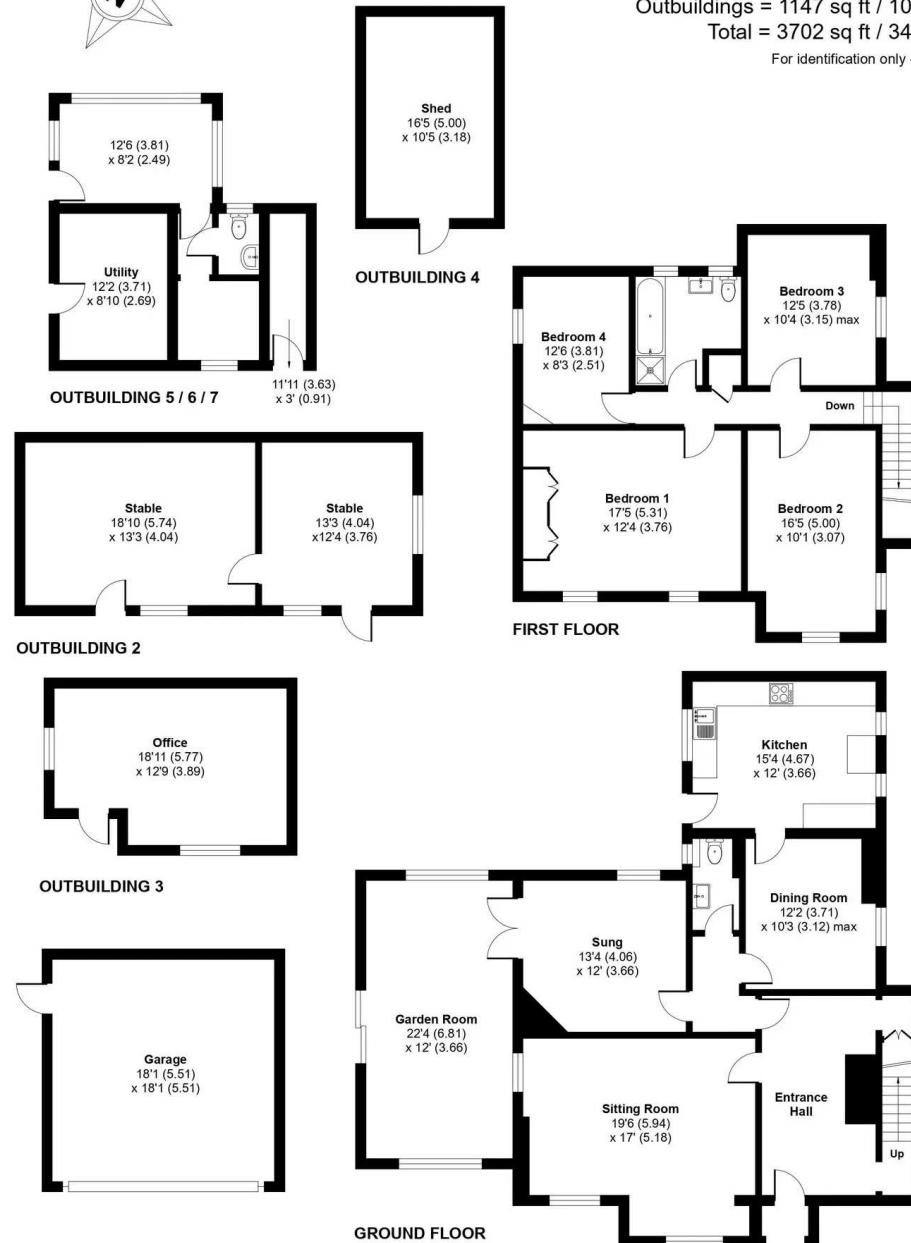 Outbuildings = 1147 sq ft / 10
Total = 3702 sq ft / 34
For identification only
Shed
16'5 (5.00)
x 10'5 (3.18)
OUTBUILDING 4
12'6 (3.81)
x 8'2 (2.49)
Utility
12'2 (3.71)
x 8'10 (2.69)
OUTBUILDING 5 / 6 / 7
11'11 (3.63)
x 3' (0.91)
Bedroom 3
12'5 (3.78)
x 10'4 (3.15) max
Bedroom 4
12'6 (3.81)
x 8'3 (2.51)
Down
Bedroom 1
17'5 (5.31)
x 12'4 (3.76)
Bedroom 2
16'5 (5.00)
x 10'1 (3.07)
FIRST FLOOR
Stable
18'10 (5.74)
x 13'3 (4.04)
Stable
13'3 (4.04)
x12'4 (3.76)
OUTBUILDING 2
Office
18'11 (5.77)
x 12'9 (3.89)
OUTBUILDING 3
Kitchen
15'4 (4.67)
x 12' (3.66)
Dining Room
12'2 (3.71)
x 10'3 (3.12) max
Sung
13'4 (4.06)
x 12' (3.66)
Garden Room
22'4 (6.81)
x 12' (3.66)
Garage
18'1 (5.51)
x 18'1 (5.51)
Sitting Room
19'6 (5.94)
x 17' (5.18)
Entrance
Hall
Up
GROUND FLOOR